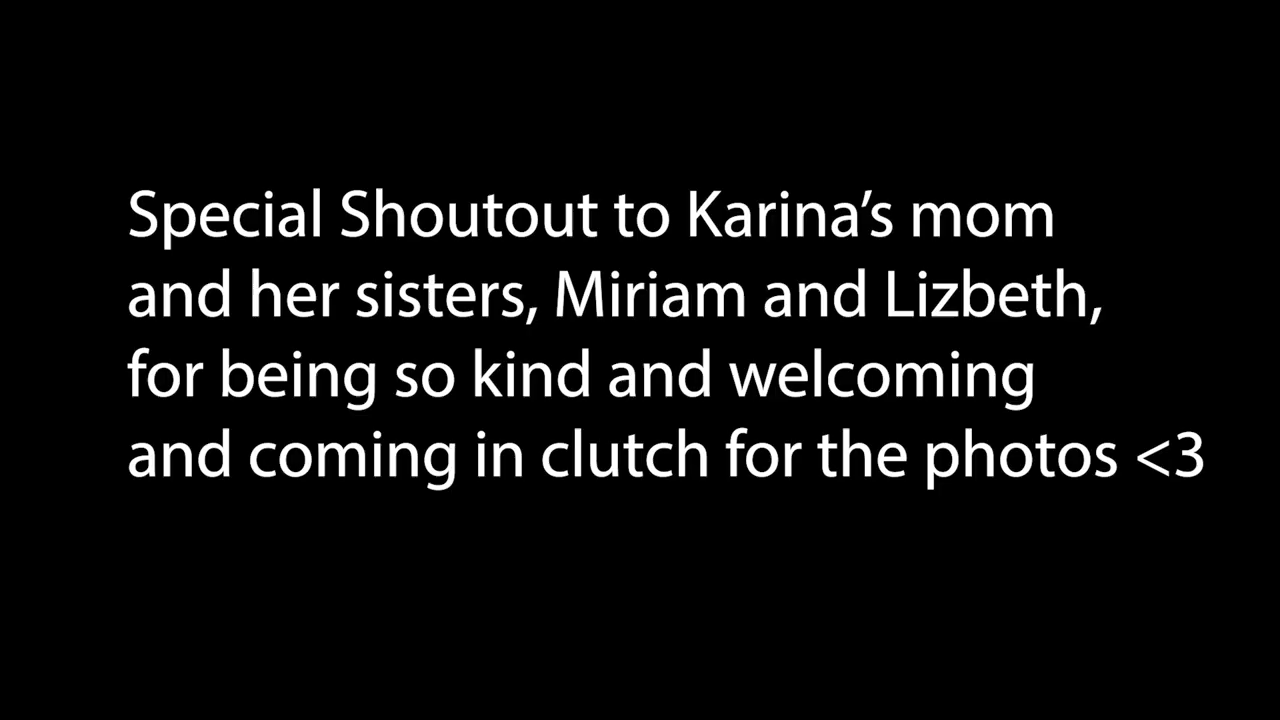 Special Shoutout to Karina’s mom
and her sisters, Miriam and Lizbeth,
for being so kind and welcoming
and coming in clutch for the photos <3